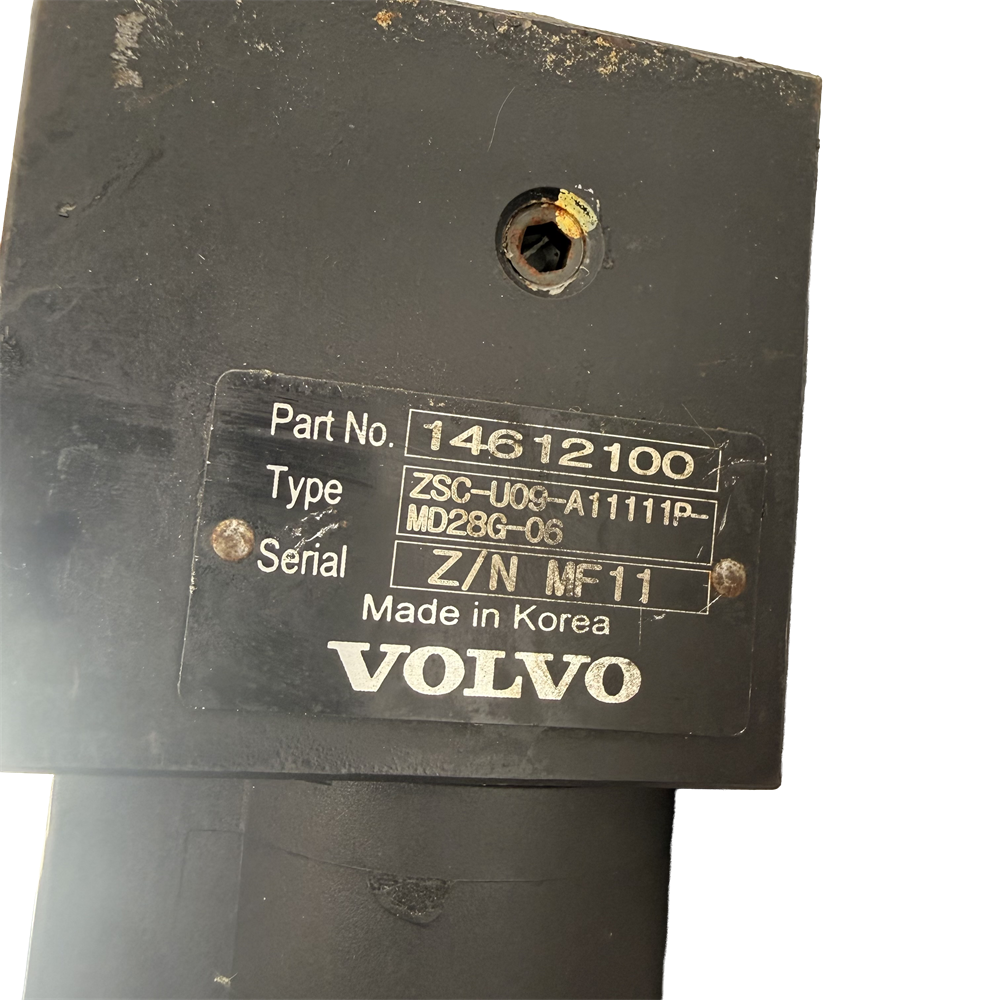 Part No. 14612100
Type ZSC-U09-A11111P-
MD28G-06
Serial Z/N MF11
Made in Korea
VOLVO